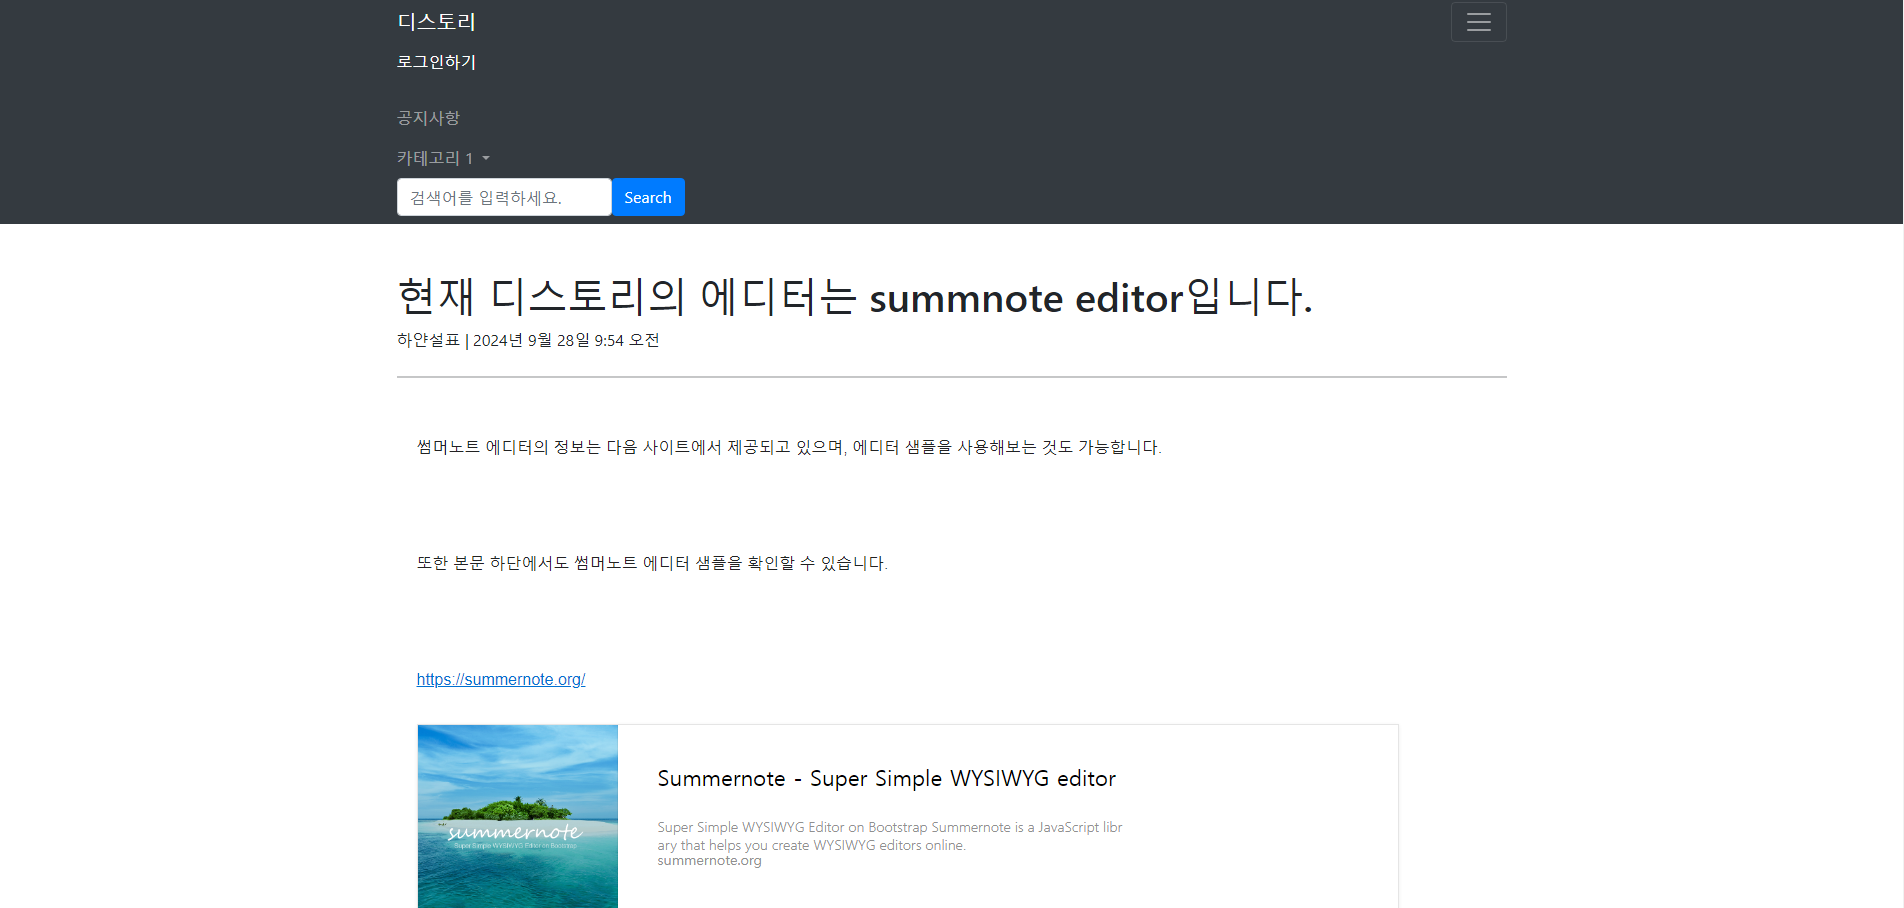 디스토리
로그인하기
공지사항
카테고리 1
검색어를 입력하세요.
Search
현재 디스토리의 에디터는 summnote editor입니다.
하얀설표 | 2024년 9월 28일 9:54 오전
썸머노트 에디터의 정보는 다음 사이트에서 제공되고 있으며, 에디터 샘플을 사용해보는 것도 가능합니다.
또한 본문 하단에서도 썸머노트 에디터 샘플을 확인할 수 있습니다.
https://summernote.org/
Summernote - Super Simple WYSIWYG editor
Super Simple WYSIWYG Editor on Bootstrap Summernote is a JavaScript libr
ary that helps you create WYSIWYG editors online.
summernote.org
summernote
Super Simple WYSIWYG Editor on Bootstrap